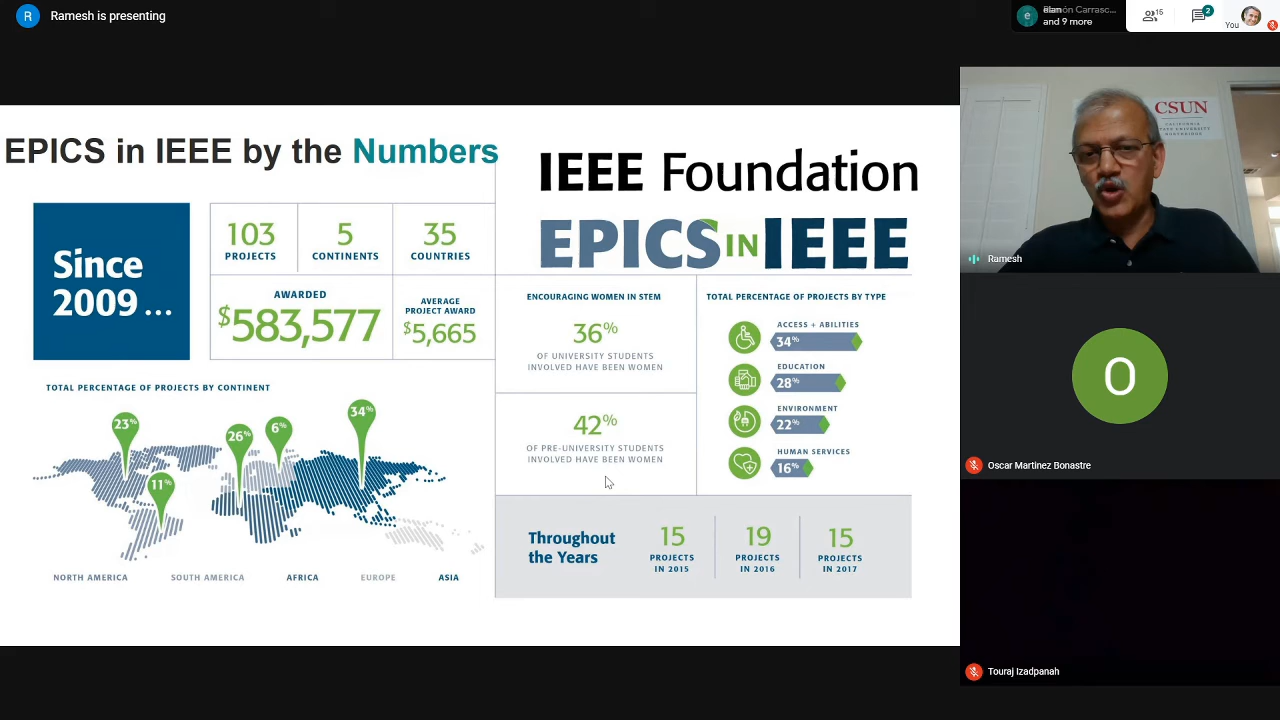 R Ramesh is presenting
e
and 9 more
15
2
You
EPICS in IEEE by the Numbers
IEEE Foundation
EPICS IN IEEE
Since
2009 ...
103
PROJECTS
5
CONTINENTS
35
COUNTRIES
AWARDED
$583,577
AVERAGE
PROJECT AWARD
$5,665
TOTAL PERCENTAGE OF PROJECTS BY CONTINENT
23%
11%
26%
6%
34%
NORTH AMERICA
SOUTH AMERICA
AFRICA
EUROPE
ASIA
ENCOURAGING WOMEN IN STEM
36%
OF UNIVERSITY STUDENTS
INVOLVED HAVE BEEN WOMEN
42%
OF PRE-UNIVERSITY STUDENTS
INVOLVED HAVE BEEN WOMEN
TOTAL PERCENTAGE OF PROJECTS BY TYPE
ACCESS + ABILITIES
34%
EDUCATION
28%
ENVIRONMENT
22%
HUMAN SERVICES
16%
Throughout
the Years
15
PROJECTS
IN 2015
19
PROJECTS
IN 2016
15
PROJECTS
IN 2017
CSUN
CALIFORNIA
STATE UNIVERSITY
NORTHRIDGE
Ramesh
O
Oscar Martinez Bonastre
Touraj Izadpanah